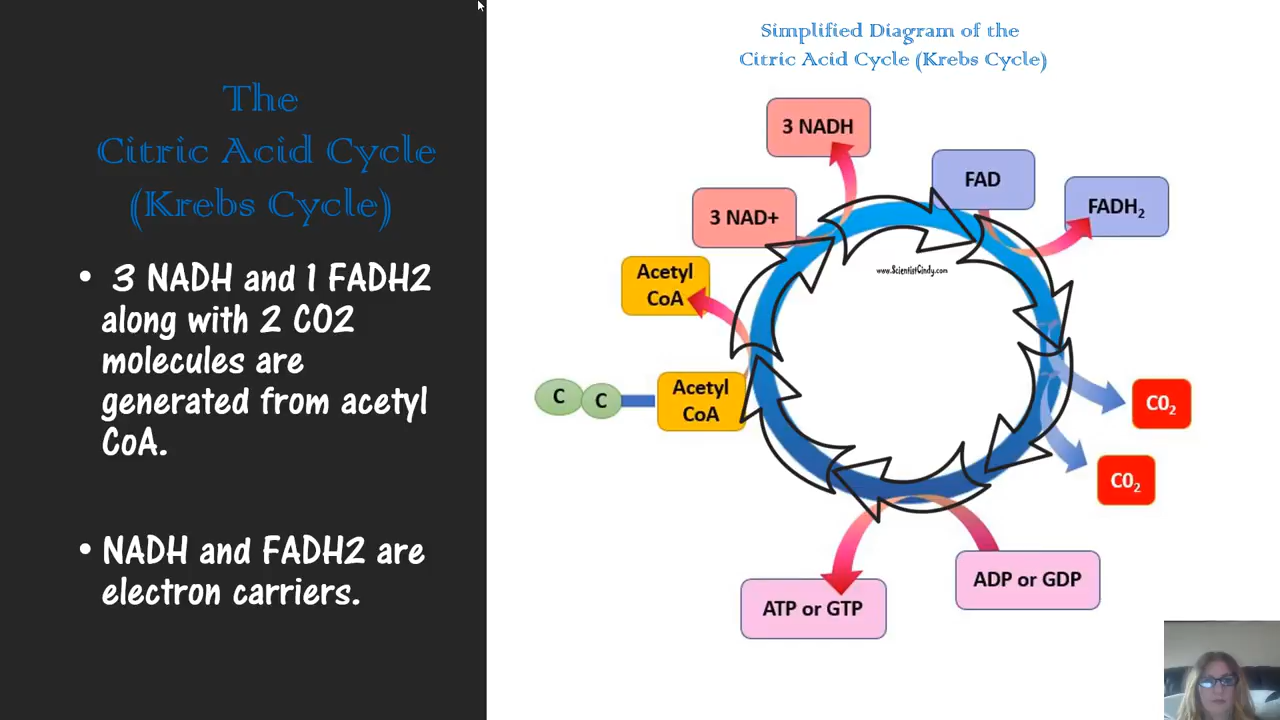 The
Citric Acid Cycle
(Krebs Cycle)
• 3 NADH and 1 FADH2
along with 2 CO2
molecules are
generated from acetyl
CoA.
• NADH and FADH2 are
electron carriers.
Simplified Diagram of the
Citric Acid Cycle (Krebs Cycle)
3 NADH
FAD
FADH₂
3 NAD+
www.ScientistCindy.com
Acetyl
CoA
C C
Acetyl
CoA
C0₂
C0₂
ADP or GDP
ATP or GTP